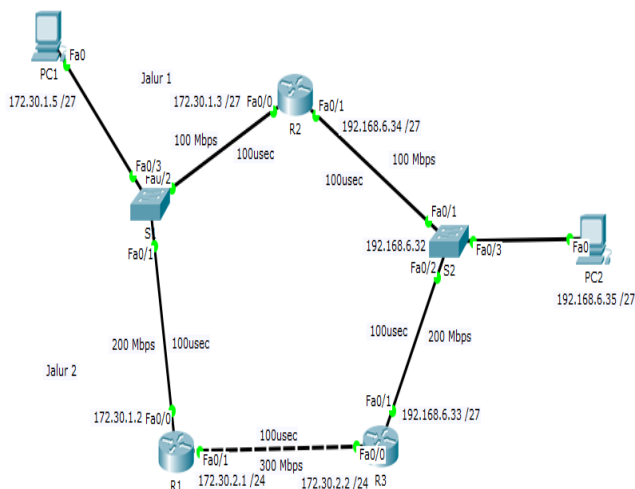 Fa0
PC1
172.30.1.5 /27
Jalur 1
172.30.1.3 /27
Fa0/0
R2
Fa0/1
192.168.6.34 /27
100 Mbps
100usec
100 Mbps
100usec
Fa0/3
Fa0/2
Fa0/1
Fa0/1
192.168.6.32
Fa0/2
S2
Fa0/3
Fa0
PC2
192.168.6.35 /27
200 Mbps
100usec
100usec
200 Mbps
Jalur 2
172.30.1.2
Fa0/0
R1
Fa0/1
172.30.2.1 /24
100usec
300 Mbps
Fa0/1
192.168.6.33 /27
Fa0/0
R3
172.30.2.2 /24